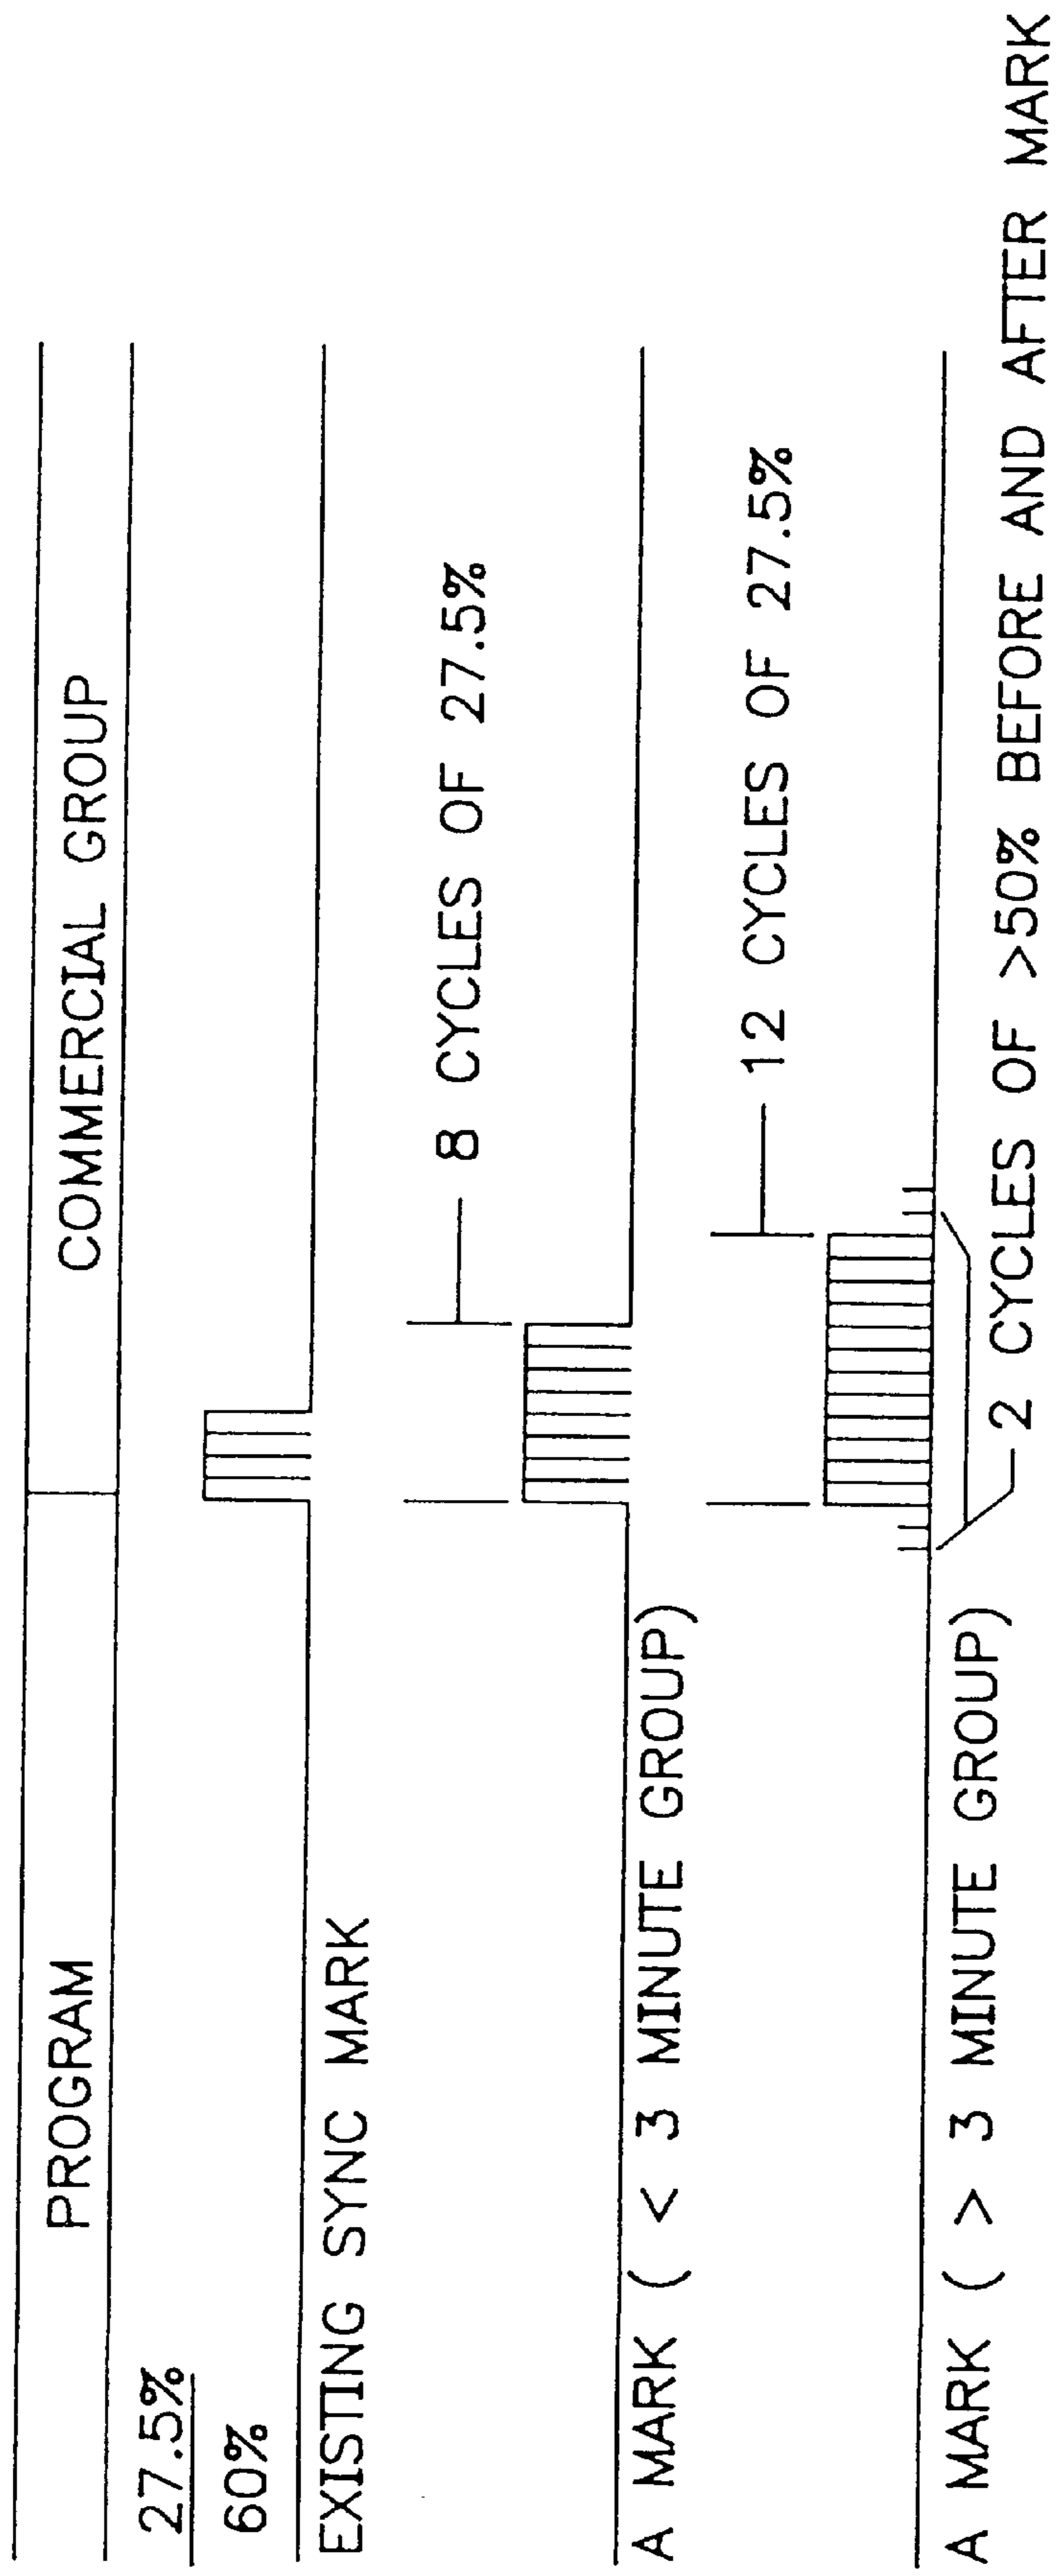 PROGRAM
COMMERCIAL GROUP
27.5%
60%
EXISTING SYNC MARK
8 CYCLES OF 27.5%
A MARK ( < 3 MINUTE GROUP)
12 CYCLES OF 27.5%
A MARK ( > 3 MINUTE GROUP)
2 CYCLES OF >50% BEFORE AND AFTER MARK